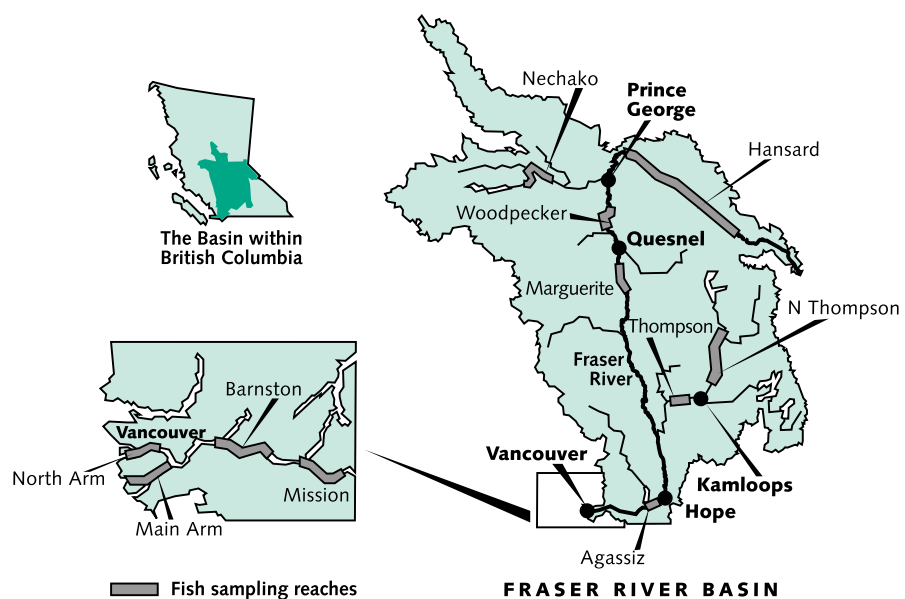 Nechako
Prince
George
Hansard
Woodpecker
Quesnel
The Basin within
British Columbia
Marguerite
N Thompson
Thompson
Fraser
River
Barnston
Vancouver
North Arm
Mission
Main Arm
Vancouver
Kamloops
Hope
Agassiz
Fish sampling reaches
FRASER RIVER BASIN